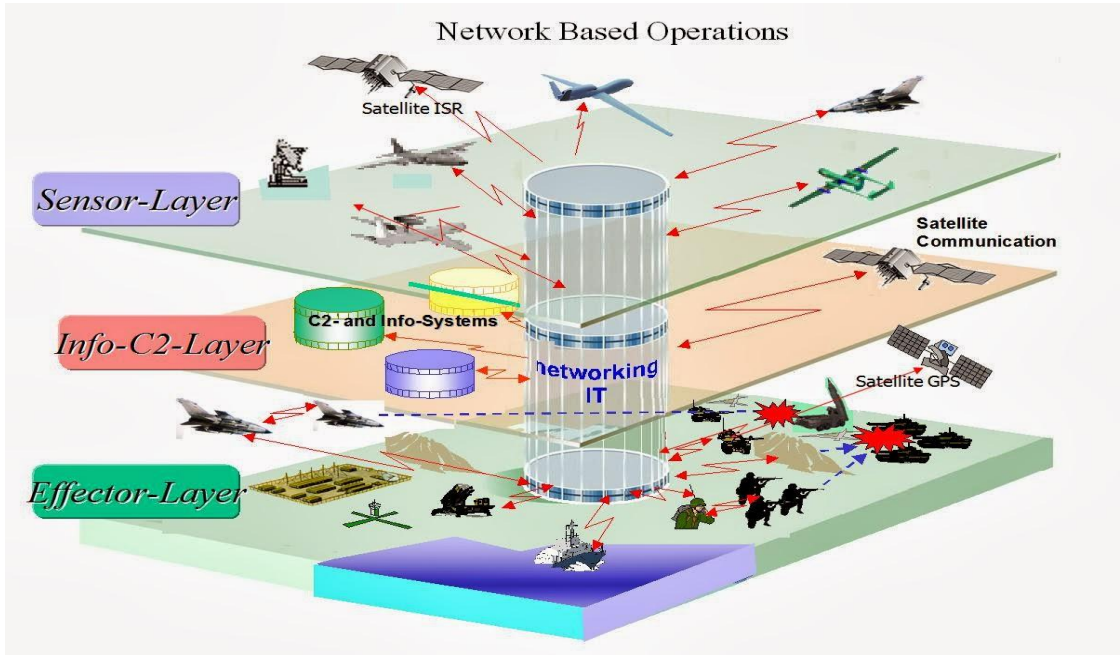 Network Based Operations
Satellite ISR
Sensor-Layer
Satellite
Communication
C2- and Info-Systems
Info-C2-Layer
networking
IT
Satellite GPS
Effector-Layer